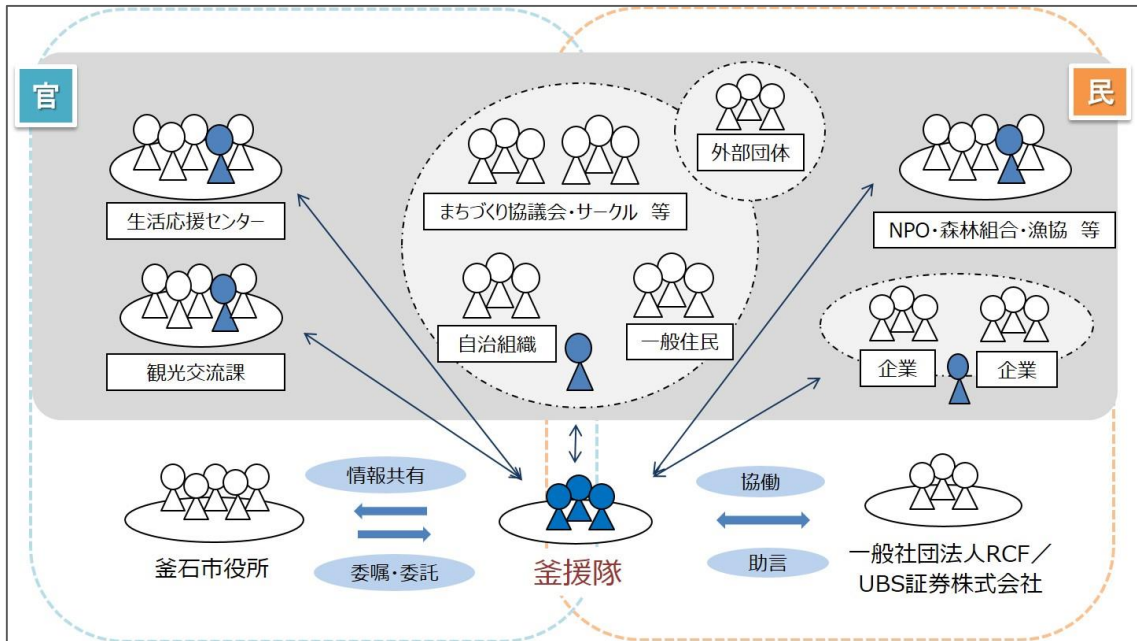 官
民
外部団体
生活応援センター
まちづくり協議会・サークル 等
NPO・森林組合・漁協 等
観光交流課
自治組織
一般住民
企業
企業
情報共有
協働
委嘱・委託
助言
釜石市役所
釜援隊
一般社団法人RCF／
UBS証券株式会社